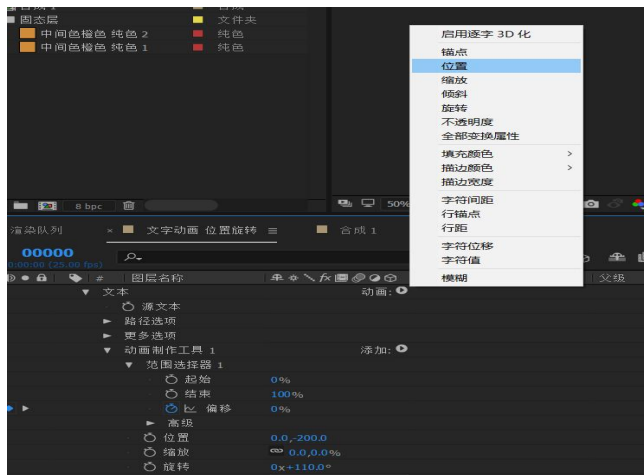 合成 1 合成
固态层 文件夹
中间色橙色 纯色 2 纯色
中间色橙色 纯色 1 纯色
启用逐字 3D 化
锚点
位置
缩放
倾斜
旋转
不透明度
全部变换属性
填充颜色 >
描边颜色 >
描边宽度
字符间距
行锚点
行距
字符位移
字符值
模糊
8 bpc
50%
渲染队列 × 文字动画 位置旋转 ≡ 合成 1
00000
0:00:00 (25.00 fps)
# 图层名称 父级
文本 动画:
源文本
路径选项
更多选项
动画制作工具 1 添加:
范围选择器 1
起始 0%
结束 100%
偏移 0%
高级
位置 0.0,-200.0
缩放 0.0,0.0%
旋转 0x+110.0°